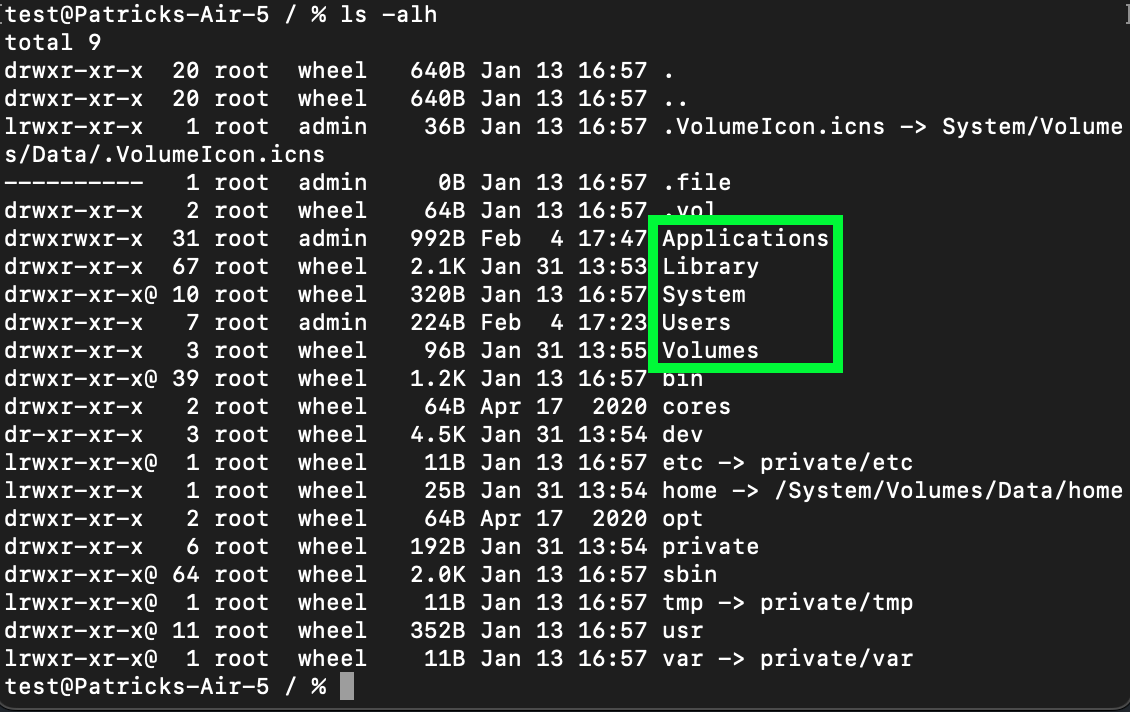 test@Patricks-Air-5 / % ls -alh
total 9
drwxr-xr-x  20 root  wheel   640B Jan 13 16:57 .
drwxr-xr-x  20 root  wheel   640B Jan 13 16:57 ..
lrwxr-xr-x   1 root  admin    36B Jan 13 16:57 .VolumeIcon.icns -> System/Volume
s/Data/.VolumeIcon.icns
----------   1 root  admin     0B Jan 13 16:57 .file
drwxr-xr-x   2 root  wheel    64B Jan 13 16:57 .vol
drwxrwxr-x  31 root  admin   992B Feb  4 17:47 Applications
drwxr-xr-x  67 root  wheel   2.1K Jan 31 13:53 Library
drwxr-xr-x@ 10 root  wheel   320B Jan 13 16:57 System
drwxr-xr-x   7 root  admin   224B Feb  4 17:23 Users
drwxr-xr-x   3 root  wheel    96B Jan 31 13:55 Volumes
drwxr-xr-x@ 39 root  wheel   1.2K Jan 13 16:57 bin
drwxr-xr-x   2 root  wheel    64B Apr 17  2020 cores
dr-xr-xr-x   3 root  wheel   4.5K Jan 31 13:54 dev
lrwxr-xr-x@  1 root  wheel    11B Jan 13 16:57 etc -> private/etc
lrwxr-xr-x   1 root  wheel    25B Jan 31 13:54 home -> /System/Volumes/Data/home
drwxr-xr-x   2 root  wheel    64B Apr 17  2020 opt
drwxr-xr-x   6 root  wheel   192B Jan 31 13:54 private
drwxr-xr-x@ 64 root  wheel   2.0K Jan 13 16:57 sbin
lrwxr-xr-x@  1 root  wheel    11B Jan 13 16:57 tmp -> private/tmp
drwxr-xr-x@ 11 root  wheel   352B Jan 13 16:57 usr
lrwxr-xr-x@  1 root  wheel    11B Jan 13 16:57 var -> private/var
test@Patricks-Air-5 / %